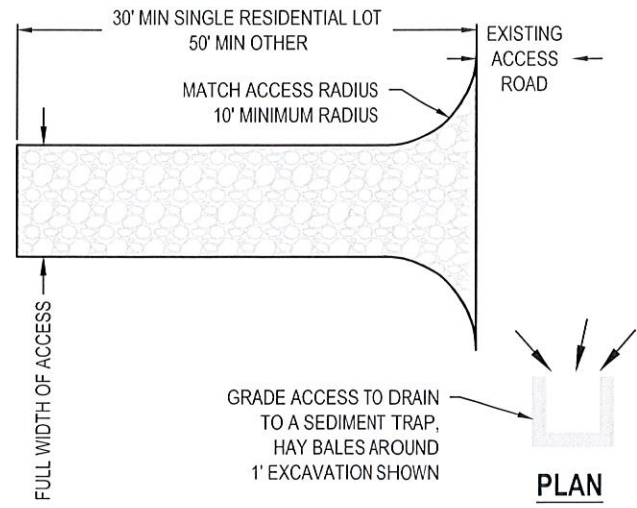 30' MIN SINGLE RESIDENTIAL LOT
50' MIN OTHER
EXISTING
ACCESS
ROAD
MATCH ACCESS RADIUS
10' MINIMUM RADIUS
FULL WIDTH OF ACCESS
GRADE ACCESS TO DRAIN
TO A SEDIMENT TRAP,
HAY BALES AROUND
1' EXCAVATION SHOWN
PLAN